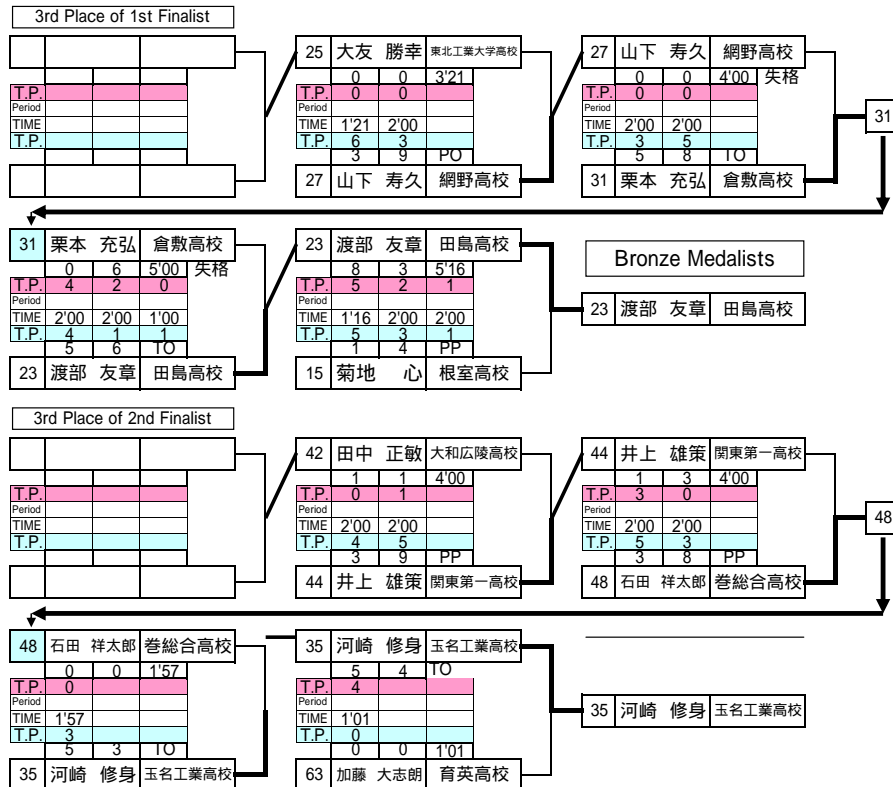 3rd Place of 1st Finalist
25 大友 勝幸 東北工業大学高校 27 山下 寿久 網野高校
0 0 3'21 0 0 4'00 失格
T.P. T.P. 0 0 T.P. 0 0
Period Period Period
TIME TIME 1'21 2'00 TIME 2'00 2'00 31
T.P. T.P. 6 3 T.P. 3 5
3 9 PO 5 8 TO
27 山下 寿久 網野高校 31 栗本 充弘 倉敷高校
31 栗本 充弘 倉敷高校 23 渡部 友章 田島高校
0 6 5'00 失格 8 3 5'16 Bronze Medalists
T.P. 4 2 0 T.P. 5 2 1
Period Period
TIME 2'00 2'00 1'00 TIME 1'16 2'00 2'00 23 渡部 友章 田島高校
T.P. 4 1 1 T.P. 5 3 1
5 6 TO 1 4 PP
23 渡部 友章 田島高校 15 菊地 心 根室高校
3rd Place of 2nd Finalist
42 田中 正敏 大和広陵高校 44 井上 雄策 関東第一高校
1 1 4'00 1 3 4'00
T.P. T.P. 0 1 T.P. 3 0
Period Period Period
TIME TIME 2'00 2'00 TIME 2'00 2'00 48
T.P. T.P. 4 5 T.P. 5 3
3 9 PP 3 8 PP
44 井上 雄策 関東第一高校 48 石田 祥太郎 巻総合高校
48 石田 祥太郎 巻総合高校 35 河崎 修身 玉名工業高校
0 0 1'57 5 4 TO
T.P. 0 T.P. 4
Period Period
TIME 1'57 TIME 1'01 35 河崎 修身 玉名工業高校
T.P. 3 T.P. 0
5 3 TO 0 0 1'01
35 河崎 修身 玉名工業高校 63 加藤 大志朗 育英高校